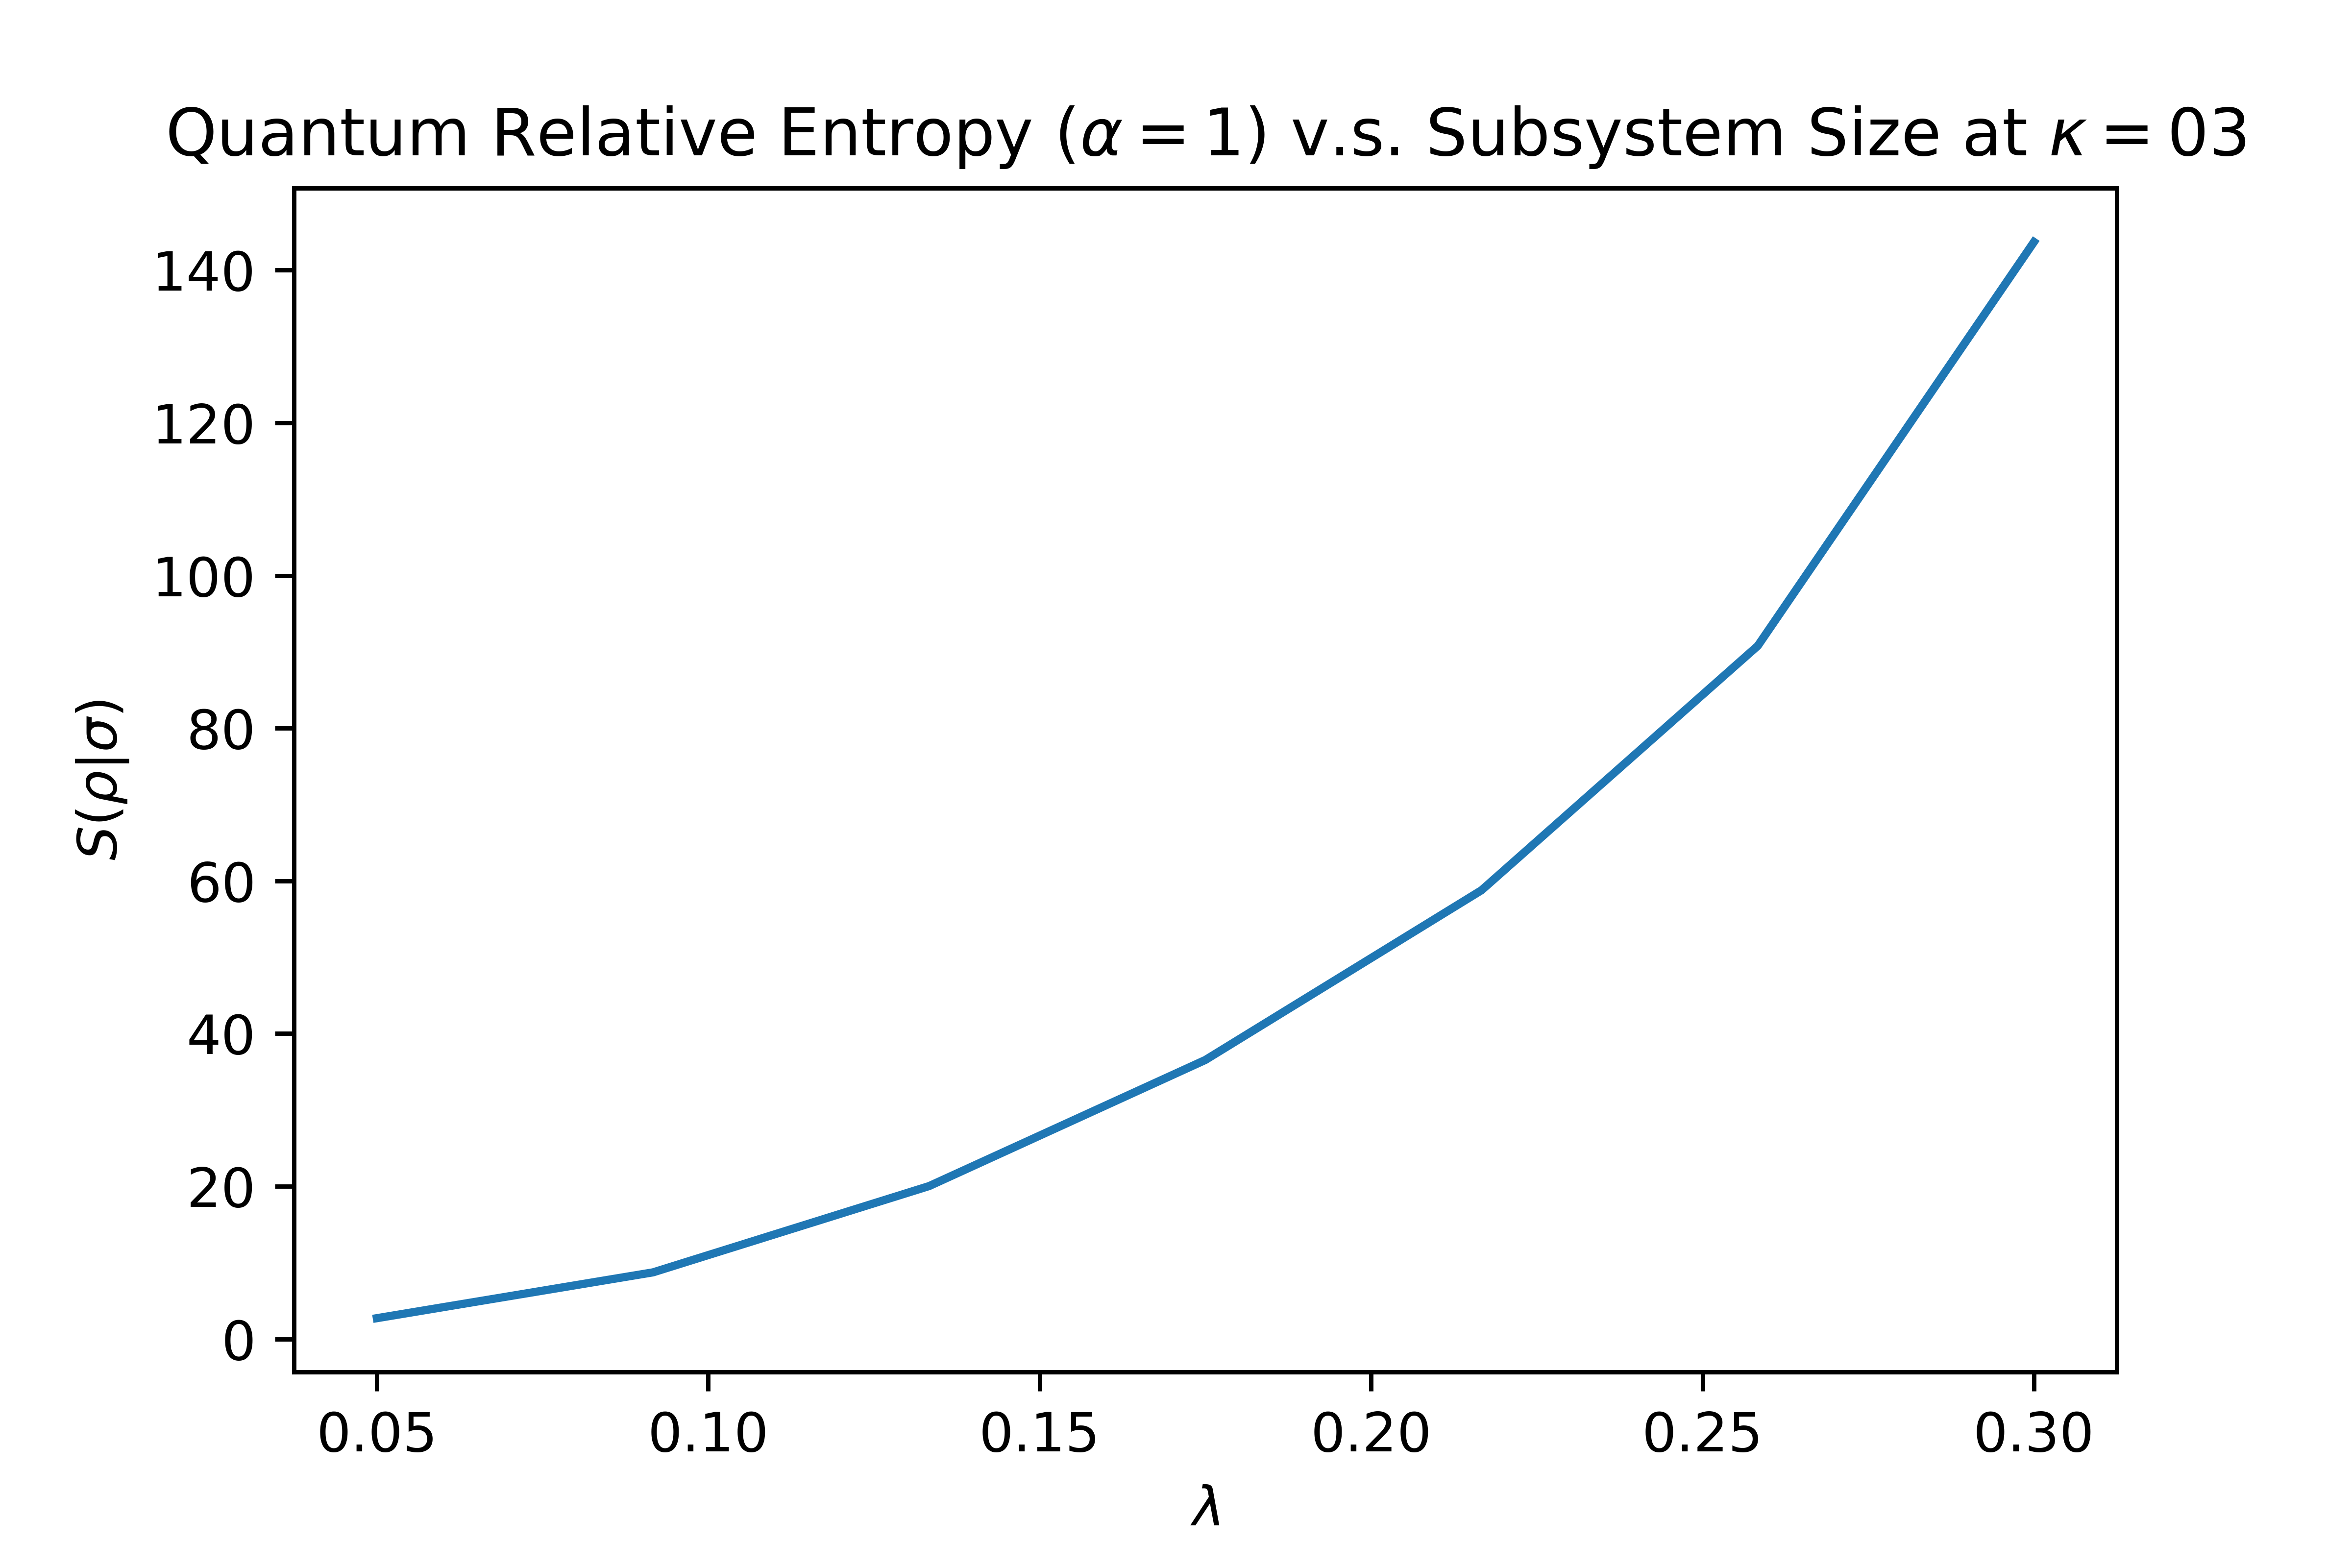 Quantum Relative Entropy (α = 1) v.s. Subsystem Size at κ = 03
S(ρ|σ)
140
120
100
80
60
40
20
0
0.05 0.10 0.15 0.20 0.25 0.30
λ